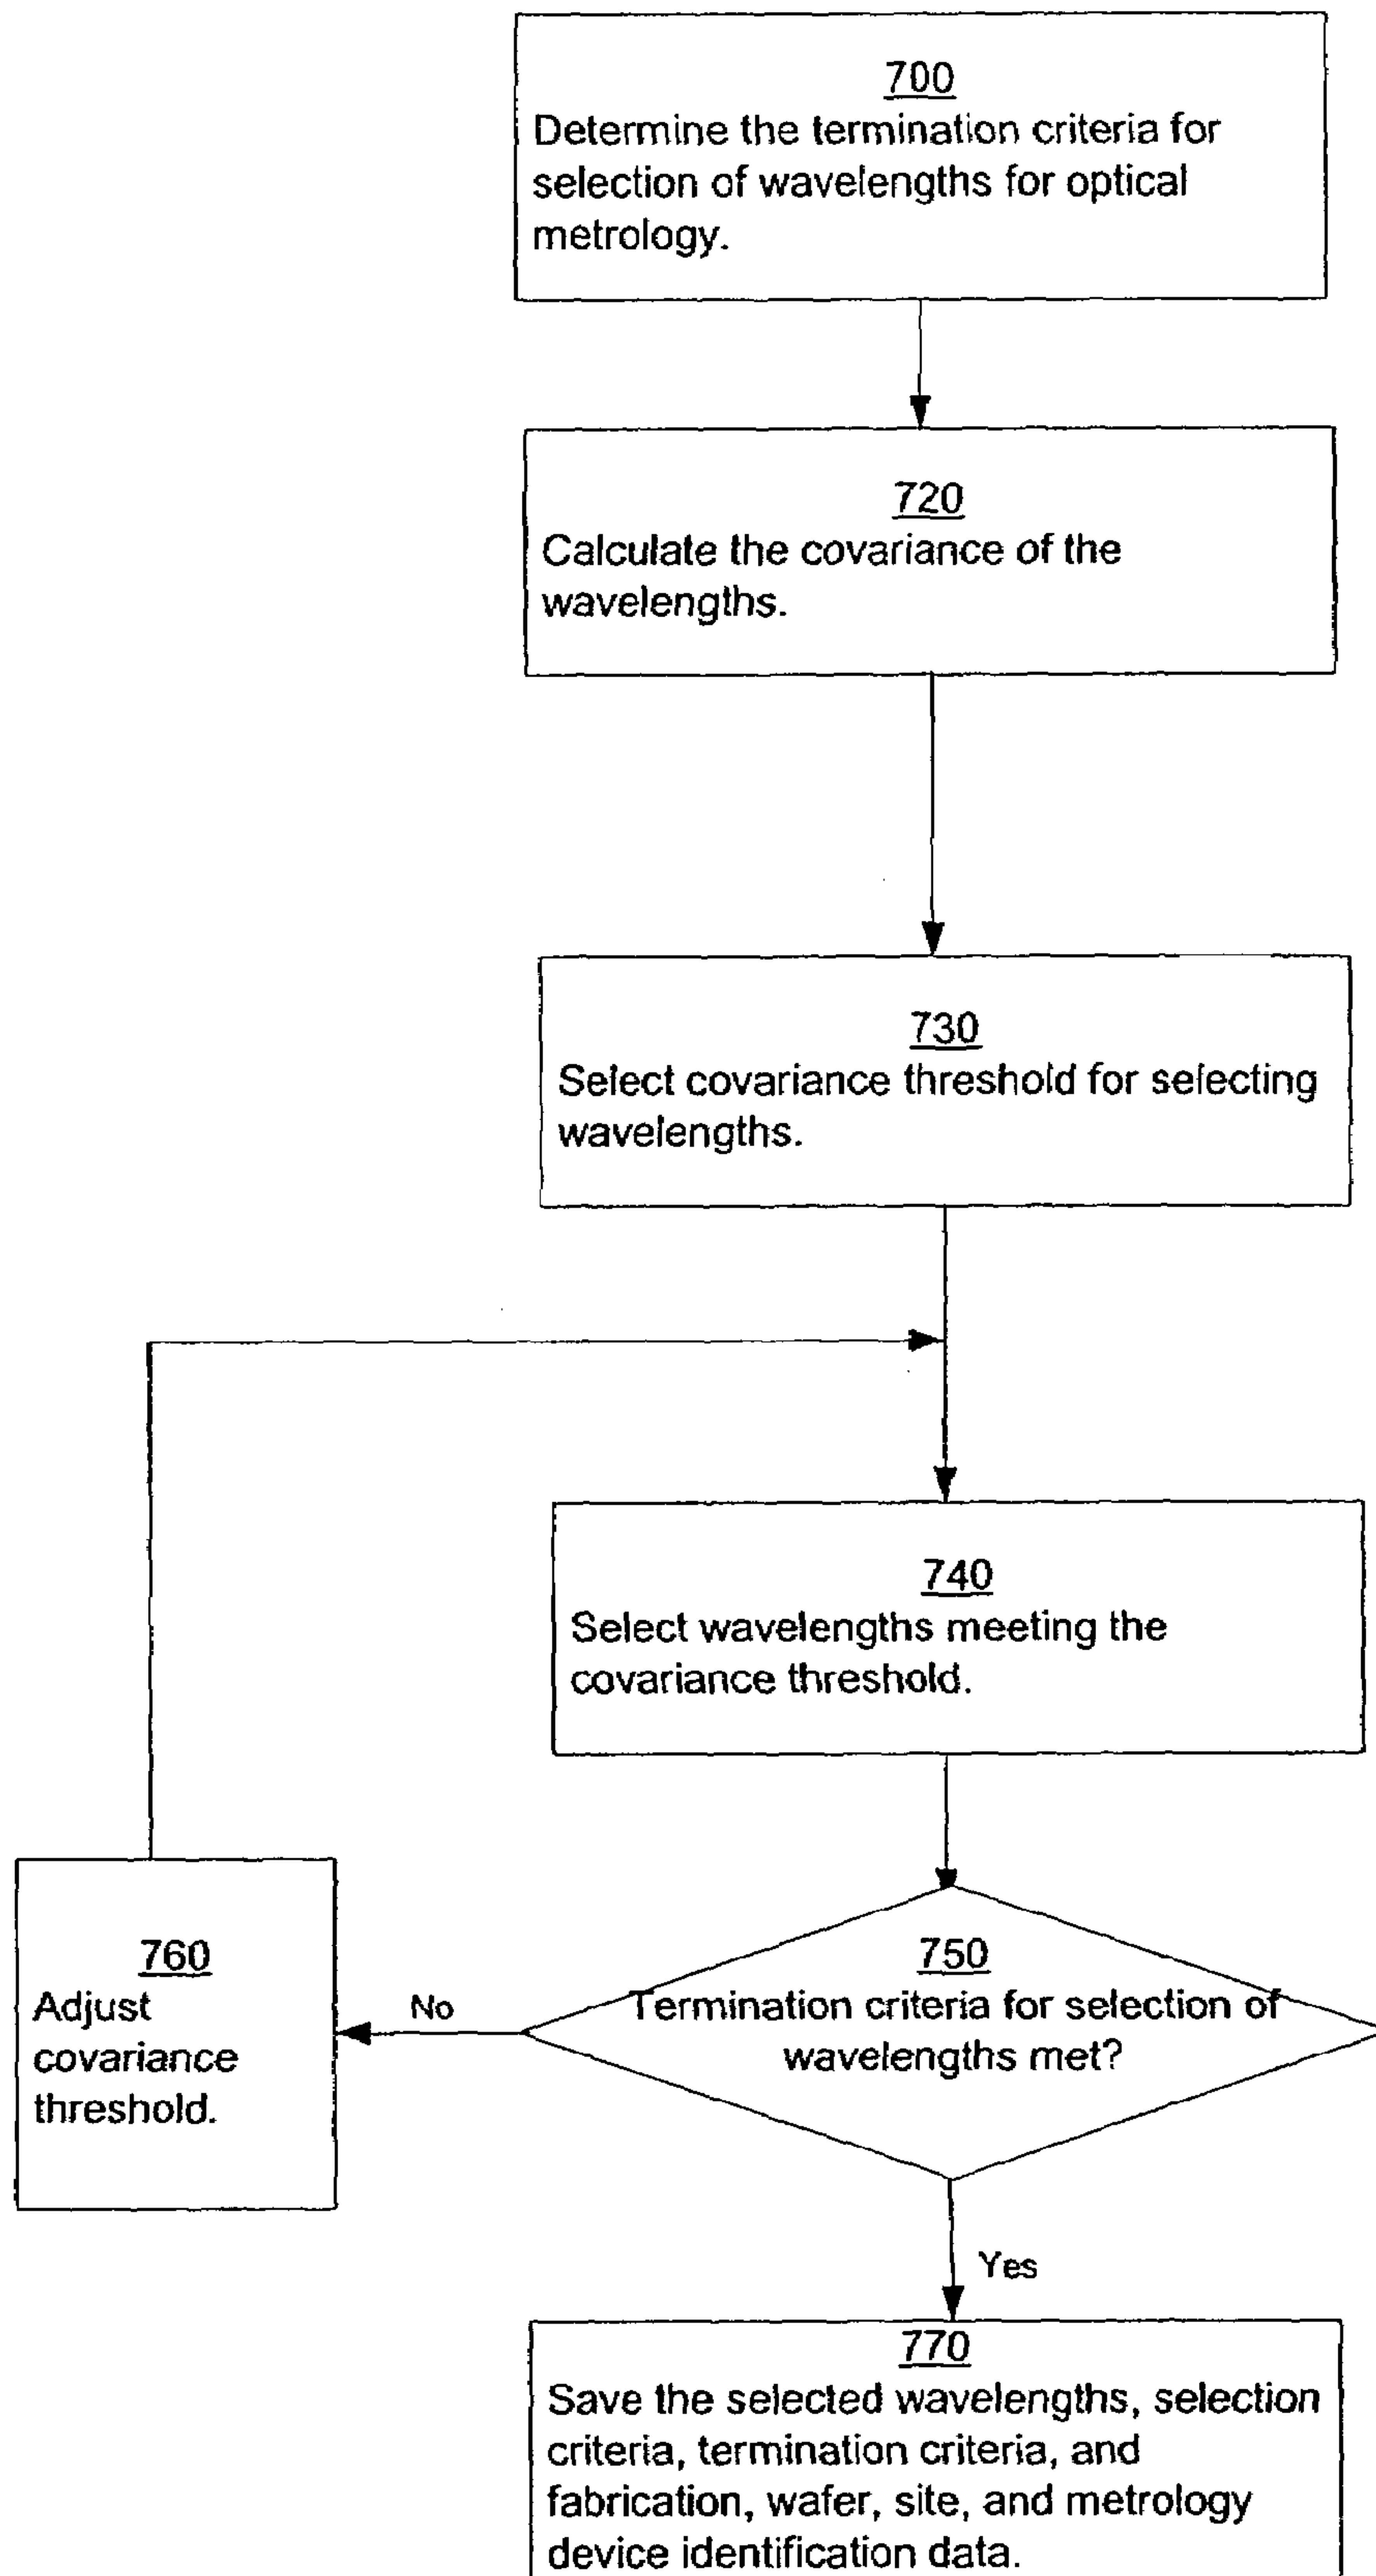 700
Determine the termination criteria for
selection of wavelengths for optical
metrology.
720
Calculate the covariance of the
wavelengths.
730
Select covariance threshold for selecting
wavelengths.
740
Select wavelengths meeting the
covariance threshold.
750
Termination criteria for selection of
wavelengths met?
No
760
Adjust
covariance
threshold.
Yes
770
Save the selected wavelengths, selection
criteria, termination criteria, and
fabrication, wafer, site, and metrology
device identification data.